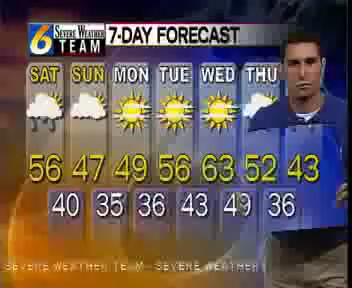 6 SEVERE WEATHER TEAM
7-DAY FORECAST
SAT SUN MON TUE WED THU
56 47 49 56 63 52 43
40 35 36 43 49 36
SEVERE WEATHER TEAM - SEVERE WEATHER